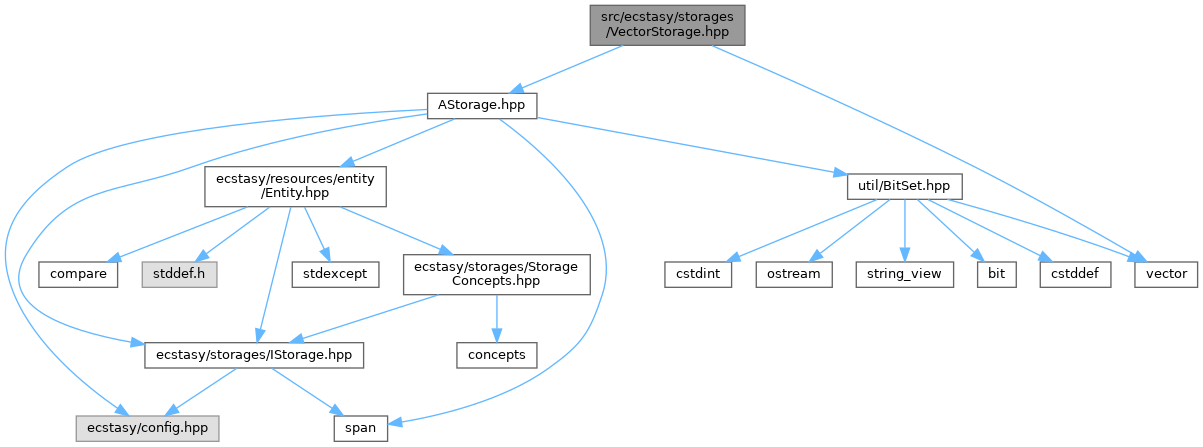 src/ecstasy/storages
/VectorStorage.hpp
AStorage.hpp
ecstasy/resources/entity
/Entity.hpp
util/BitSet.hpp
compare
stddef.h
stdexcept
ecstasy/storages/Storage
Concepts.hpp
cstdint
ostream
string_view
bit
cstddef
vector
ecstasy/storages/IStorage.hpp
concepts
ecstasy/config.hpp
span